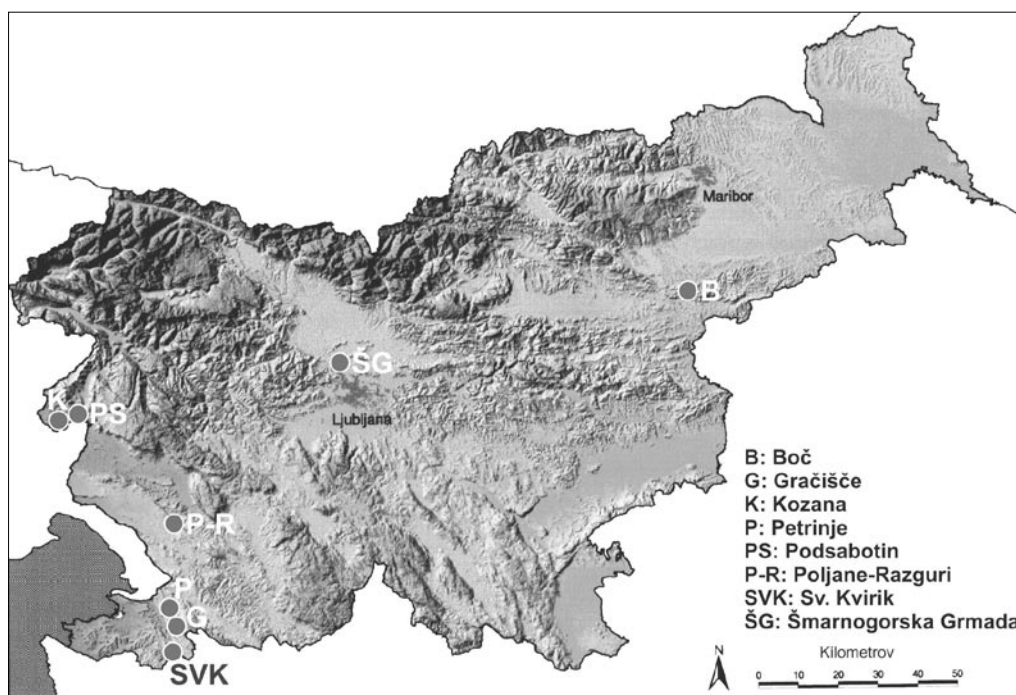 Maribor
B
ŠG
Ljubljana
K
PS
P-R
P
G
SVK
B: Boč
G: Gračišče
K: Kozana
P: Petrinje
PS: Podsabotin
P-R: Poljane-Razguri
SVK: Sv. Kvirik
ŠG: Šmarnogorska Grmada
N
Kilometrov
0 10 20 30 40 50